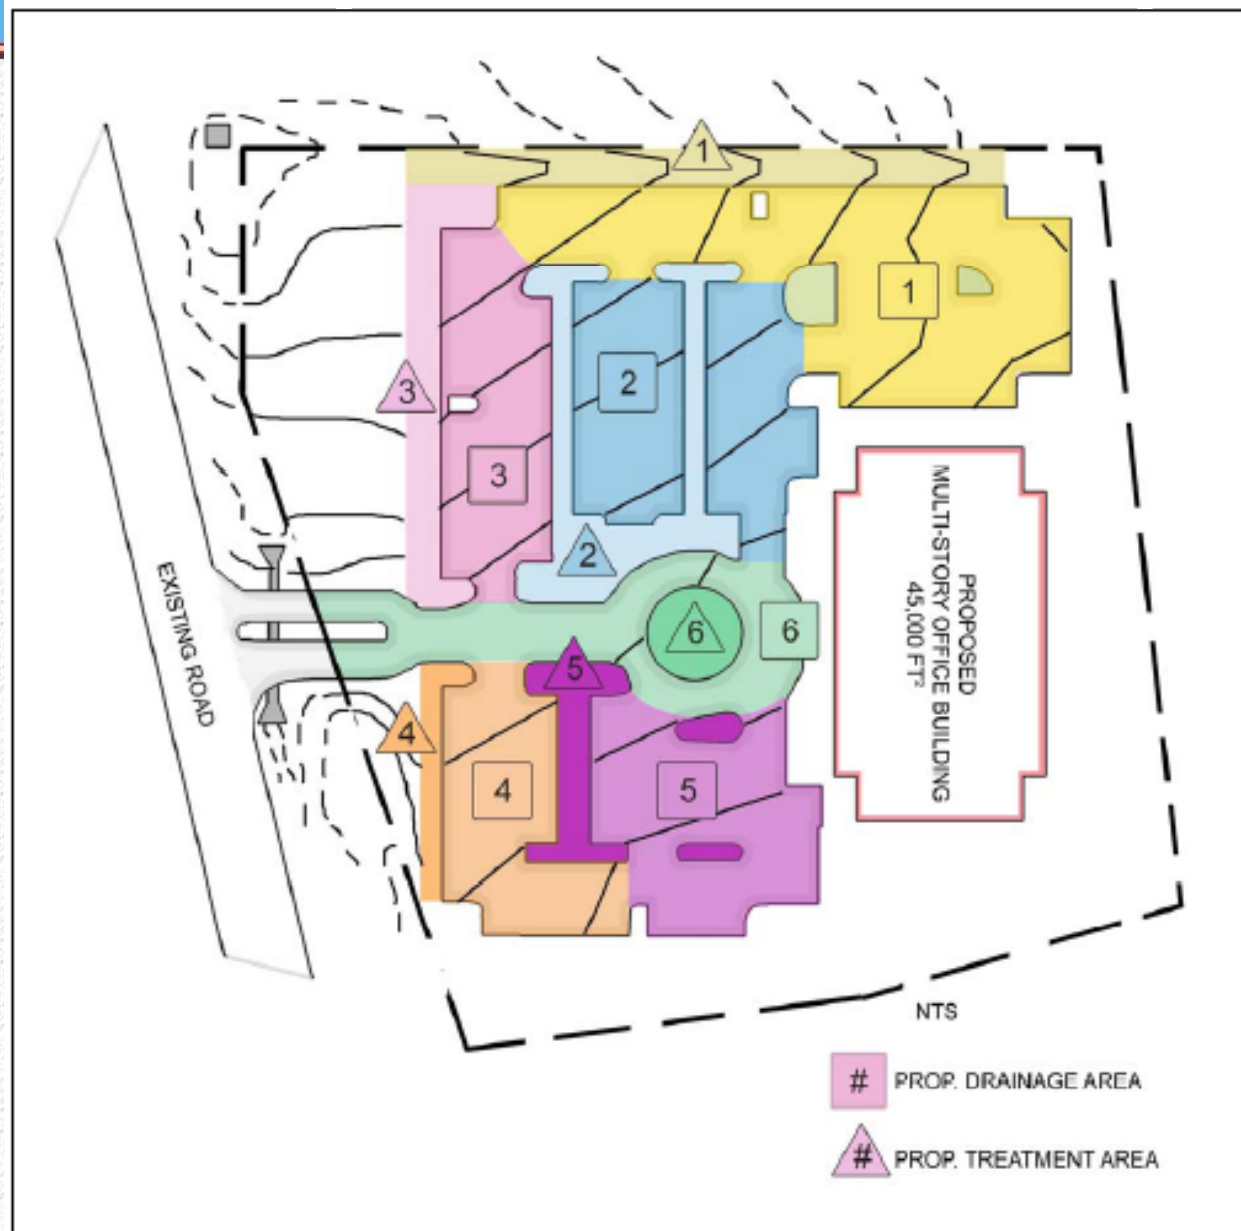 1
1
2
3
3
2
EXISTING ROAD
6
6
5
4
4
5
PROPOSED
MULTI-STORY OFFICE BUILDING
45,000 FT²
NTS
# PROP. DRAINAGE AREA
# PROP. TREATMENT AREA